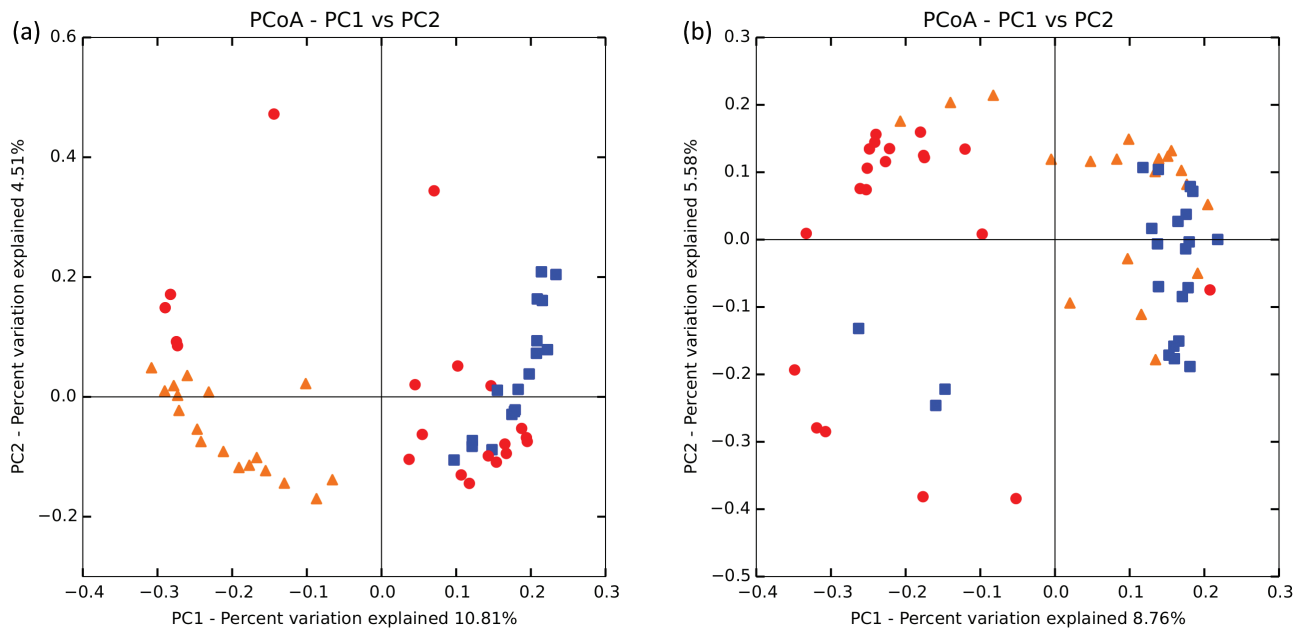 (a)
PCoA - PC1 vs PC2
PC2 - Percent variation explained 4.51%
0.6
0.4
0.2
0.0
−0.2
−0.4 −0.3 −0.2 −0.1 0.0 0.1 0.2 0.3
PC1 - Percent variation explained 10.81%
(b)
PCoA - PC1 vs PC2
PC2 - Percent variation explained 5.58%
0.3
0.2
0.1
0.0
−0.1
−0.2
−0.3
−0.4
−0.5
−0.4 −0.3 −0.2 −0.1 0.0 0.1 0.2 0.3
PC1 - Percent variation explained 8.76%